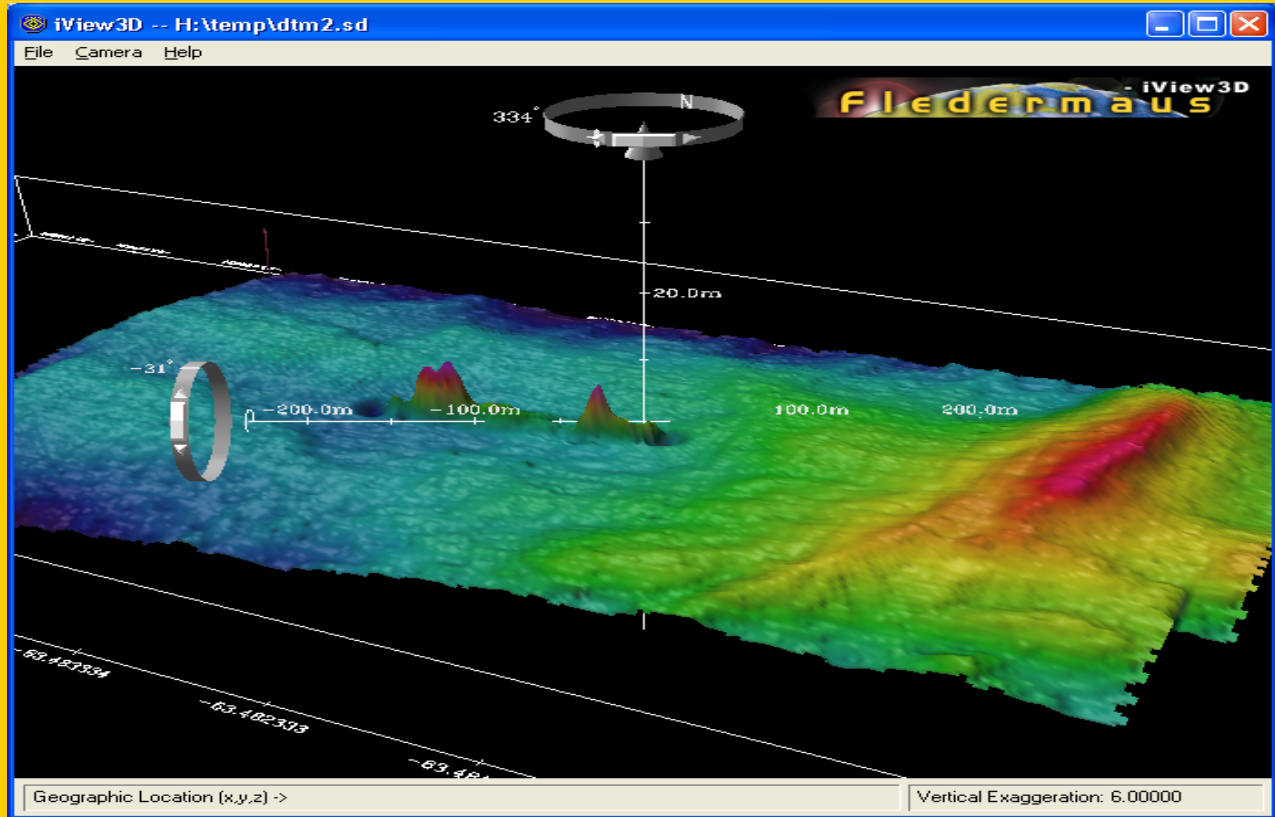 iView3D -- H:\temp\dtm2.sd
File Camera Help
- iView3D
Fledermaus
N
334°
20.0m
-31°
-200.0m -100.0m 100.0m 200.0m
-63.483334
-63.482333
Geographic Location (x,y,z) ->
Vertical Exaggeration: 6.00000